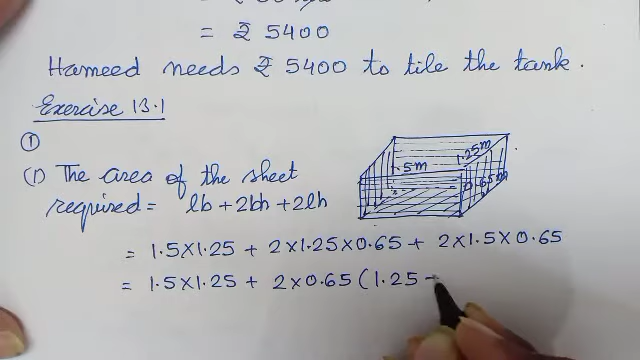 = ₹ 5400
Hameed needs ₹ 5400 to tile the tank.
Exercise 13.1
①
(i) The area of the sheet
required = lb + 2bh + 2lh
1.5m
1.25m
0.65m
= 1.5×1.25 + 2×1.25×0.65 + 2×1.5×0.65
= 1.5×1.25 + 2×0.65(1.25